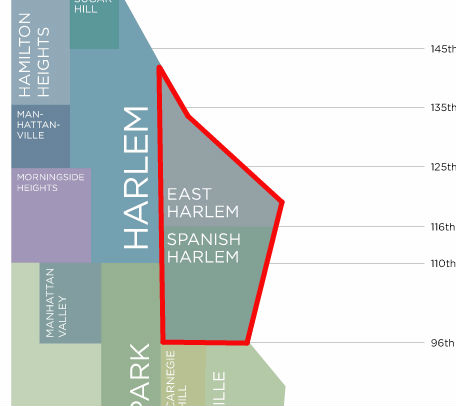 SUGAR
HILL
HAMILTON
HEIGHTS
145th
MAN-
HATTAN-
VILLE
135th
HARLEM
MORNINGSIDE
HEIGHTS
125th
EAST
HARLEM
116th
SPANISH
HARLEM
110th
MANHATTAN
VALLEY
96th
PARK
CARNEGIE
HILL
ILLE